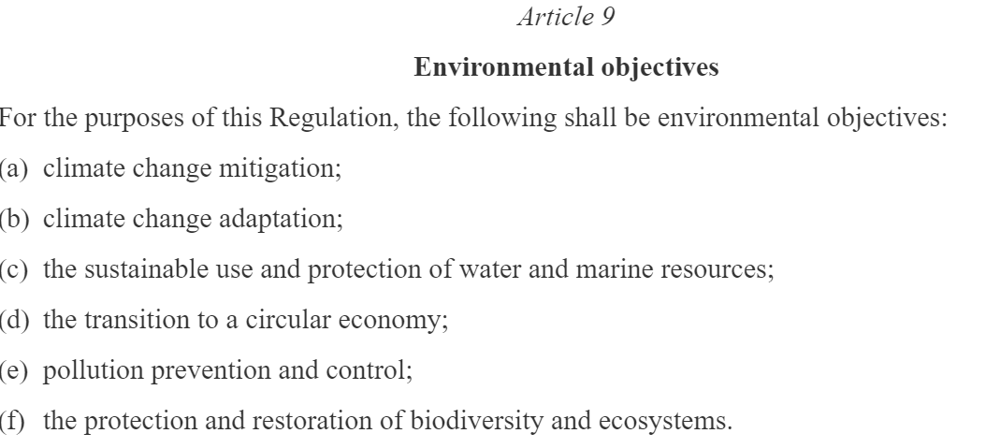 Article 9
Environmental objectives
For the purposes of this Regulation, the following shall be environmental objectives:
(a) climate change mitigation;
(b) climate change adaptation;
(c) the sustainable use and protection of water and marine resources;
(d) the transition to a circular economy;
(e) pollution prevention and control;
(f) the protection and restoration of biodiversity and ecosystems.